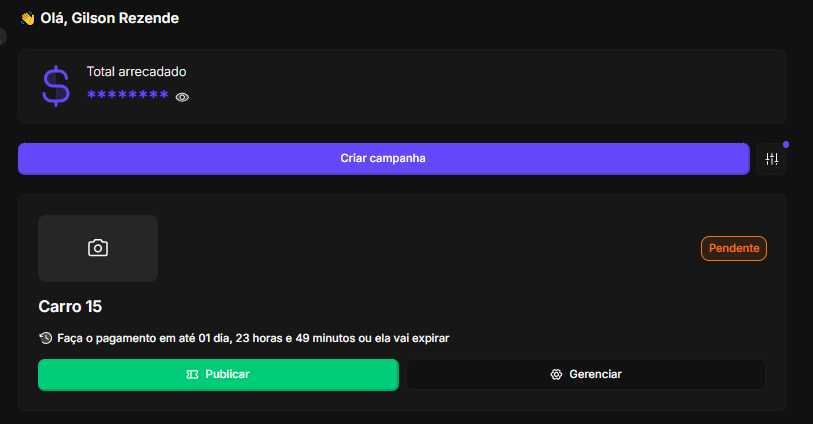 👋 Olá, Gilson Rezende
Total arrecadado
********
Criar campanha
Pendente
Carro 15
Faça o pagamento em até 01 dia, 23 horas e 49 minutos ou ela vai expirar
Publicar
Gerenciar